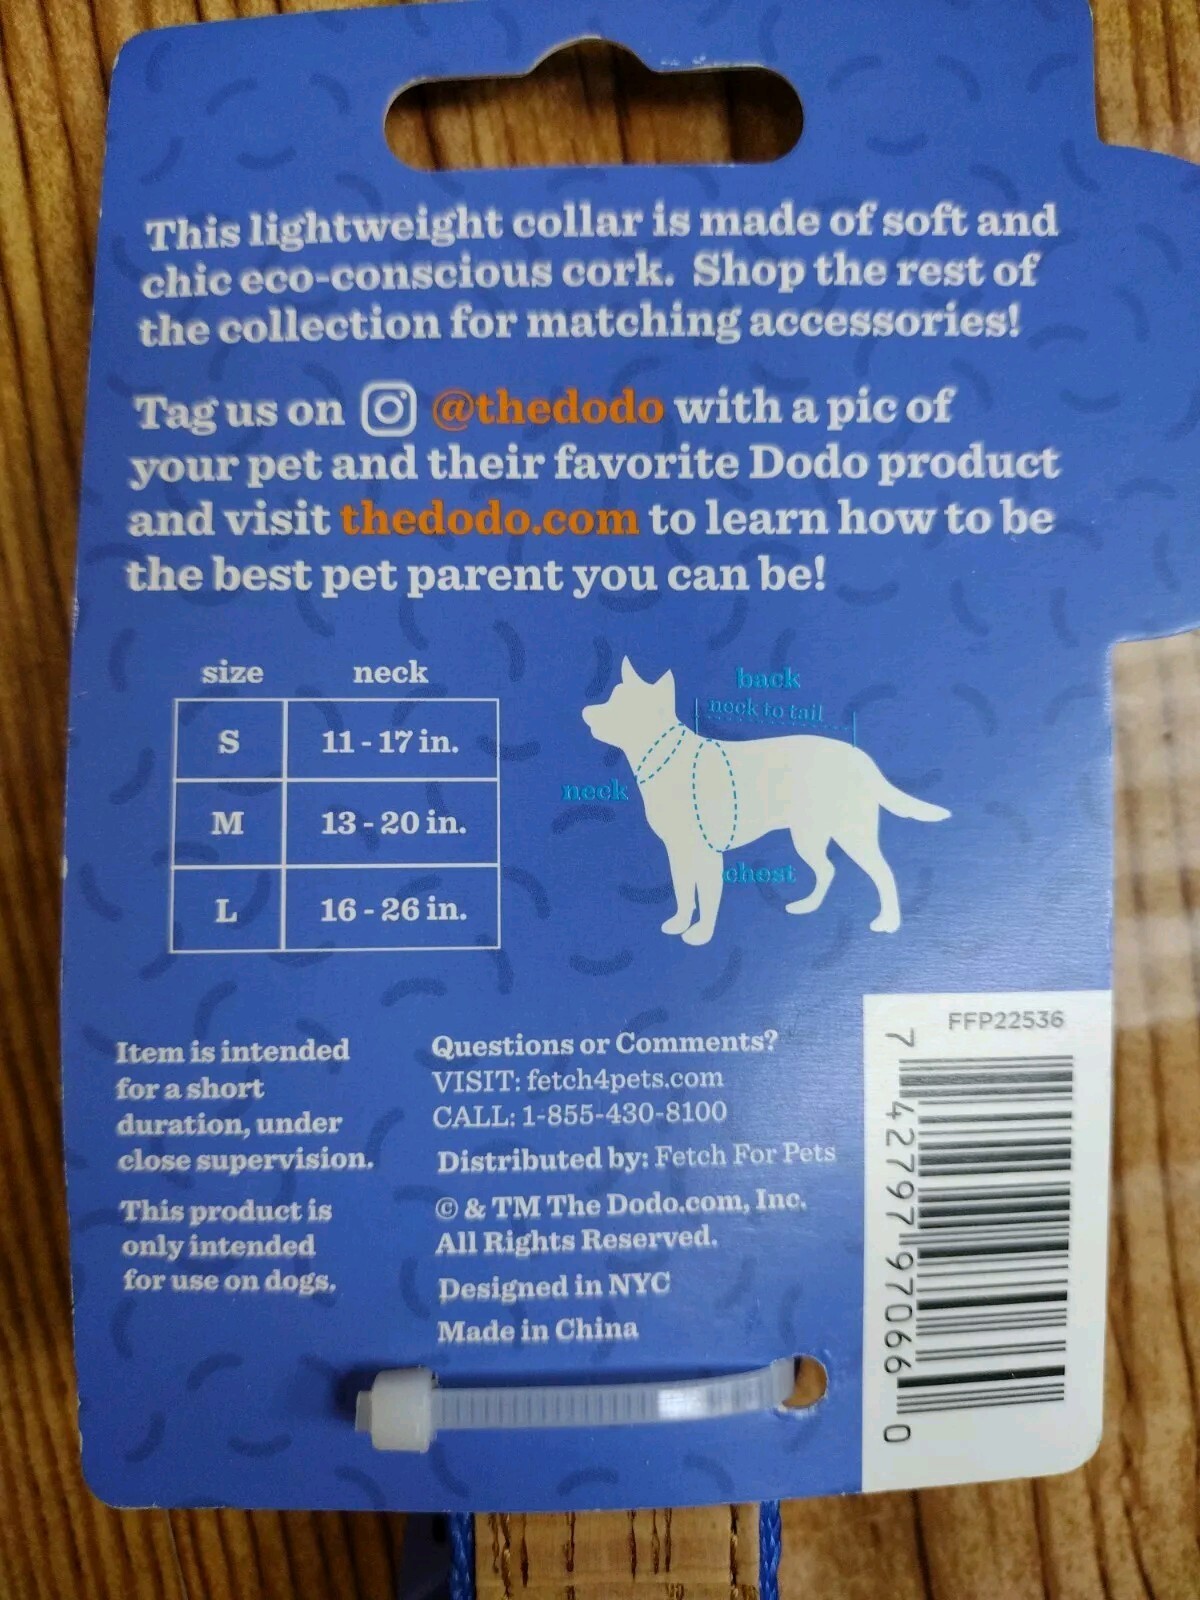 This lightweight collar is made of soft and
chic eco-conscious cork. Shop the rest of
the collection for matching accessories!
Tag us on @thedodo with a pic of
your pet and their favorite Dodo product
and visit thedodo.com to learn how to be
the best pet parent you can be!
size neck
S 11 - 17 in.
M 13 - 20 in.
L 16 - 26 in.
back
neck to tail
neck
chest
Item is intended
for a short
duration, under
close supervision.
This product is
only intended
for use on dogs.
Questions or Comments?
VISIT: fetch4pets.com
CALL: 1-855-430-8100
Distributed by: Fetch For Pets
© & TM The Dodo.com, Inc.
All Rights Reserved.
Designed in NYC
Made in China
FFP22536
7 42797 97066 0